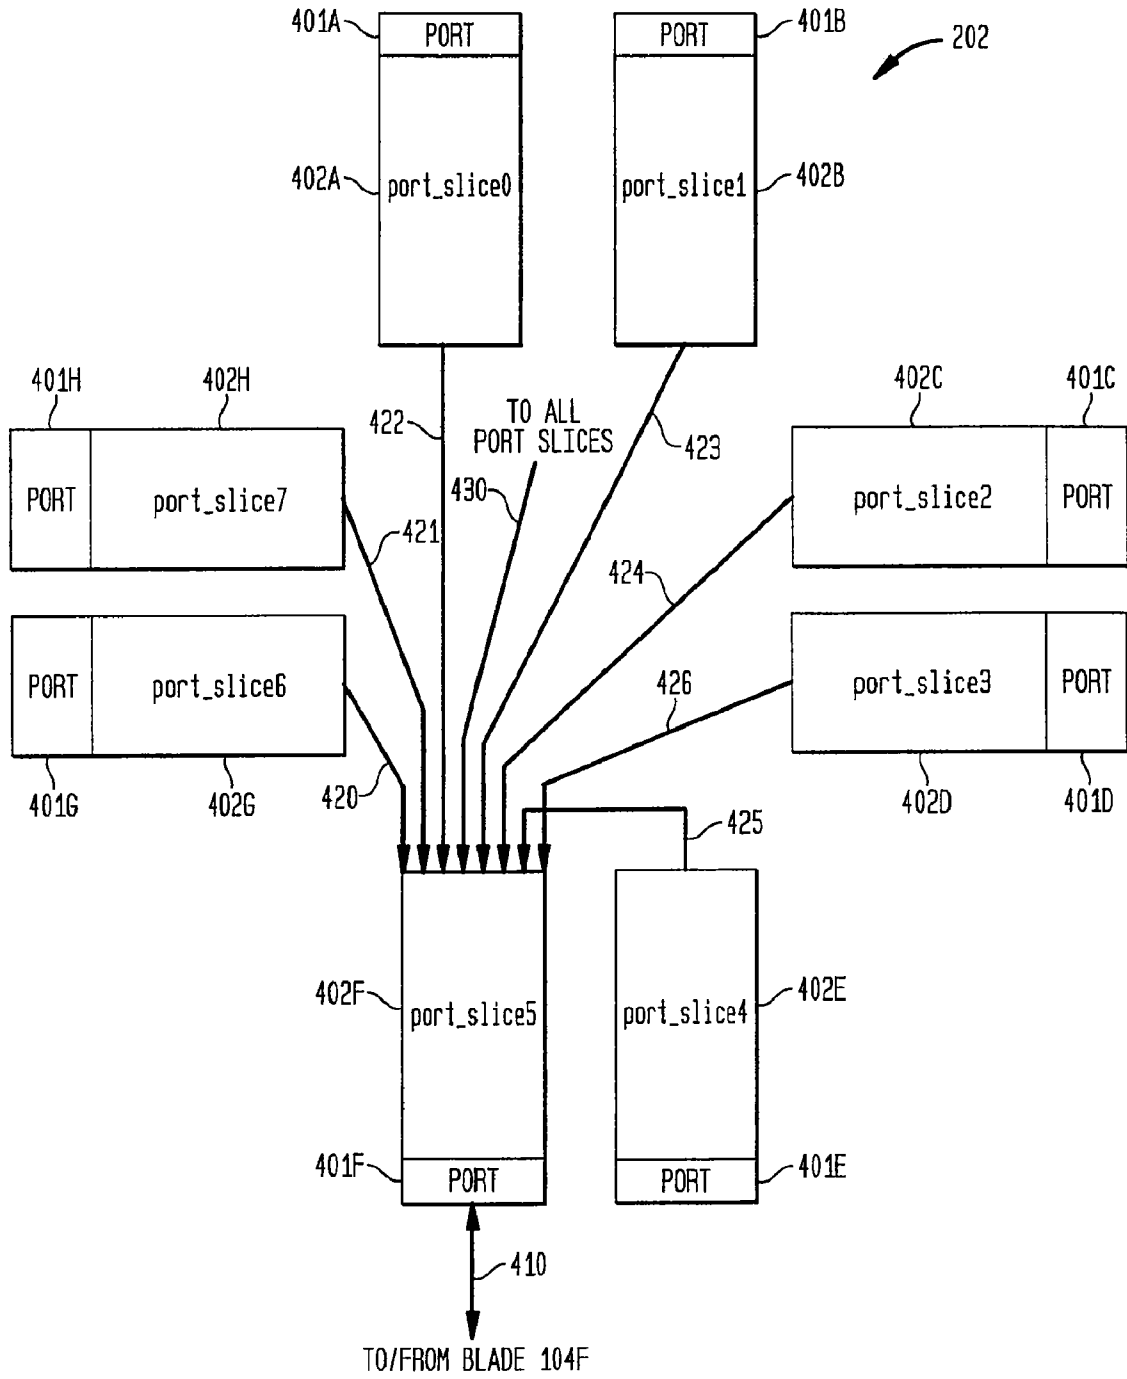 401A
PORT
PORT
401B
202
402A
port_slice0
port_slice1
402B
401H
402H
402C
401C
422
TO ALL
PORT SLICES
423
430
PORT
port_slice7
port_slice2
PORT
421
424
PORT
port_slice6
port_slice3
PORT
426
401G
402G
420
402D
401D
425
402F
port_slice5
port_slice4
402E
401F
PORT
PORT
401E
410
TO/FROM BLADE 104F